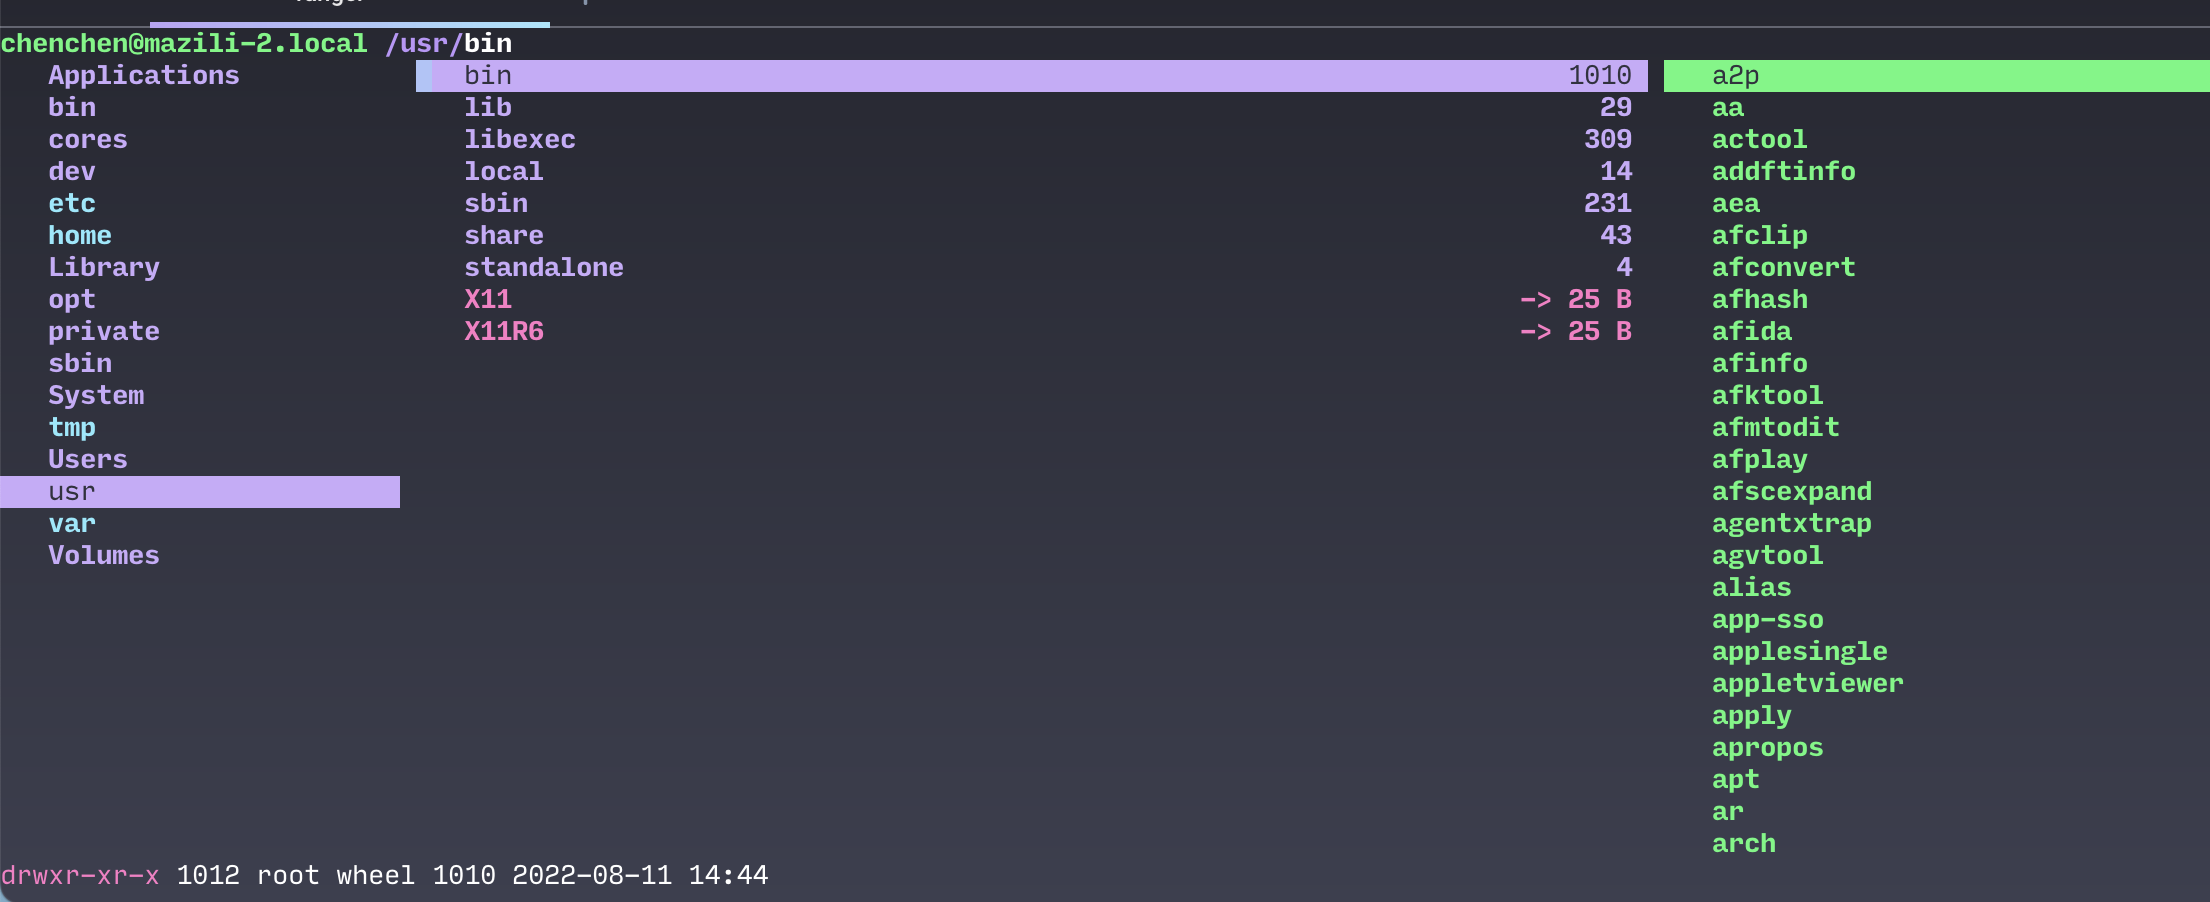 chenchen@mazili-2.local /usr/bin
Applications bin 1010 a2p
bin lib 29 aa
cores libexec 309 actool
dev local 14 addftinfo
etc sbin 231 aea
home share 43 afclip
Library standalone 4 afconvert
opt X11 -> 25 B afhash
private X11R6 -> 25 B afida
sbin afinfo
System afktool
tmp afmtodit
Users afplay
usr afscexpand
var agentxtrap
Volumes agvtool
alias
app-sso
applesingle
appletviewer
apply
apropos
apt
ar
arch
drwxr-xr-x 1012 root wheel 1010 2022-08-11 14:44